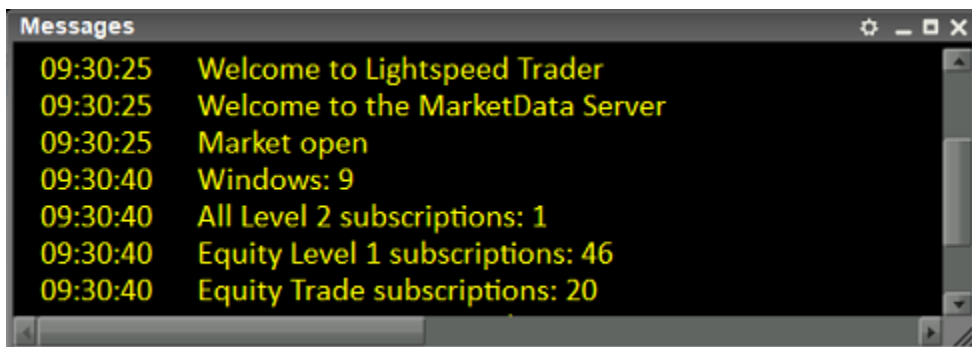 Messages
09:30:25 Welcome to Lightspeed Trader
09:30:25 Welcome to the MarketData Server
09:30:25 Market open
09:30:40 Windows: 9
09:30:40 All Level 2 subscriptions: 1
09:30:40 Equity Level 1 subscriptions: 46
09:30:40 Equity Trade subscriptions: 20